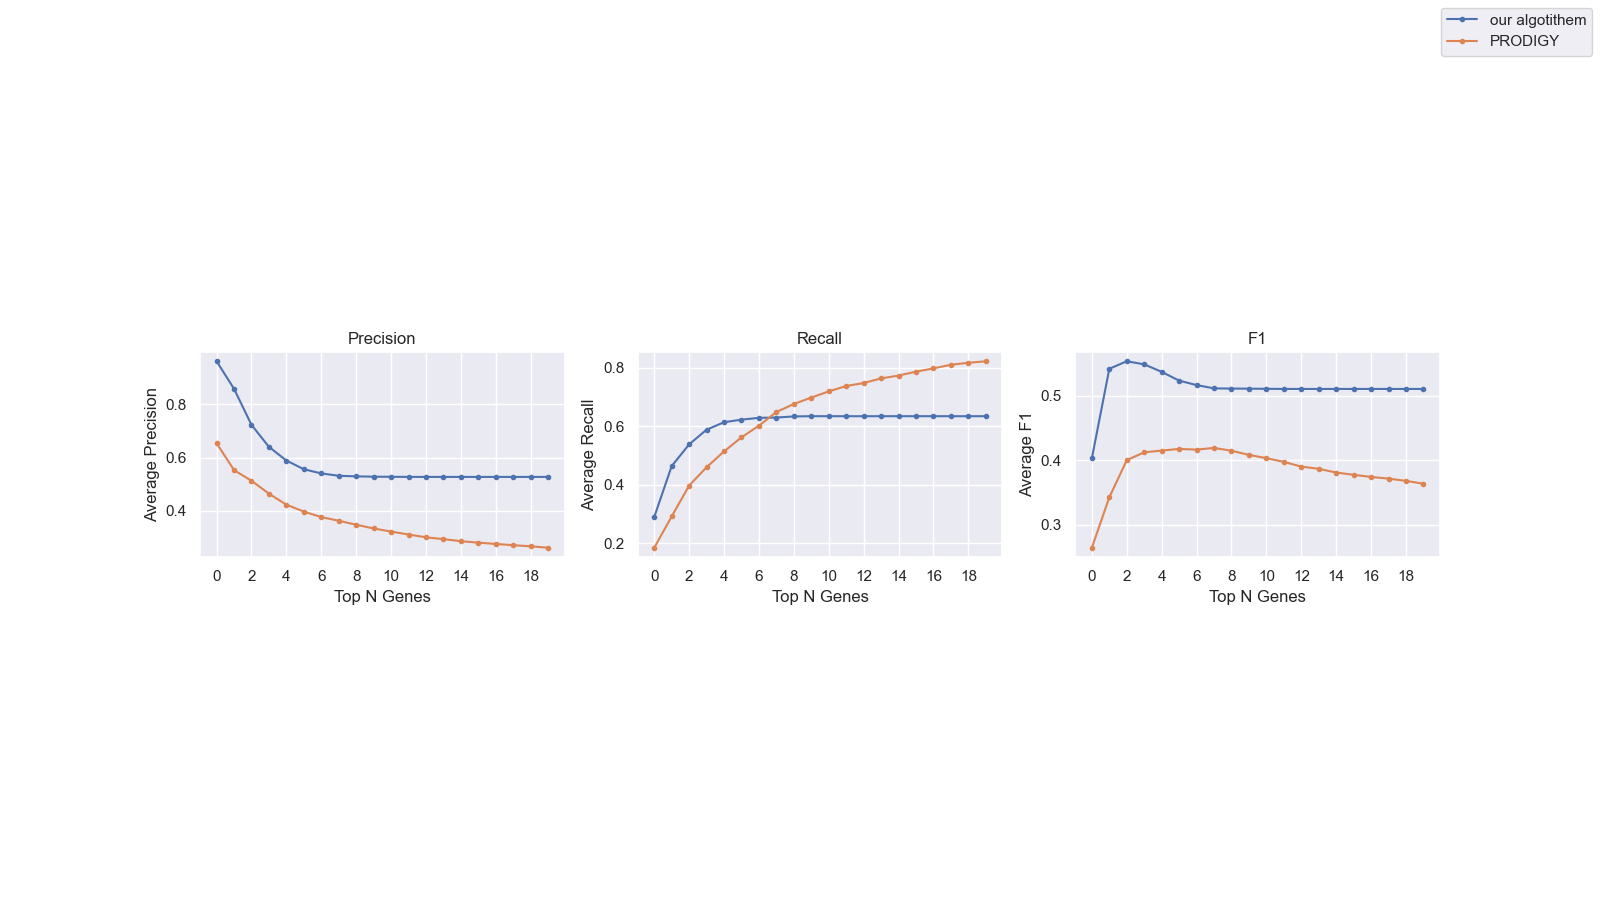 our algotithem
PRODIGY
Precision
Average Precision
0.8
0.6
0.4
0 2 4 6 8 10 12 14 16 18
Top N Genes
Recall
Average Recall
0.8
0.6
0.4
0.2
0 2 4 6 8 10 12 14 16 18
Top N Genes
F1
Average F1
0.5
0.4
0.3
0 2 4 6 8 10 12 14 16 18
Top N Genes